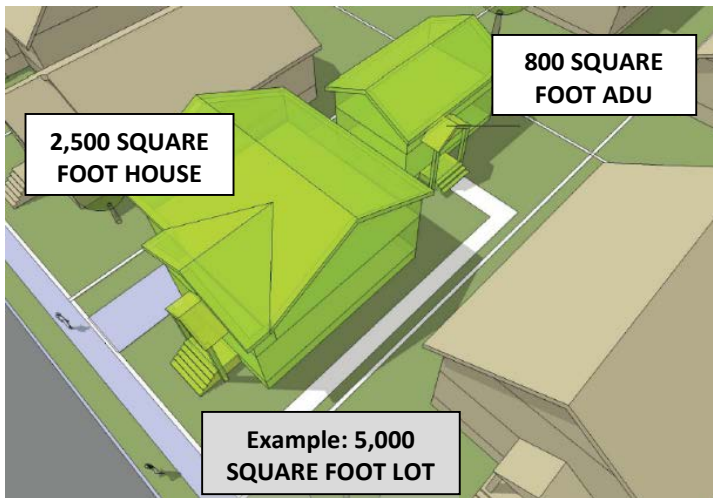 800 SQUARE
FOOT ADU
2,500 SQUARE
FOOT HOUSE
Example: 5,000
SQUARE FOOT LOT